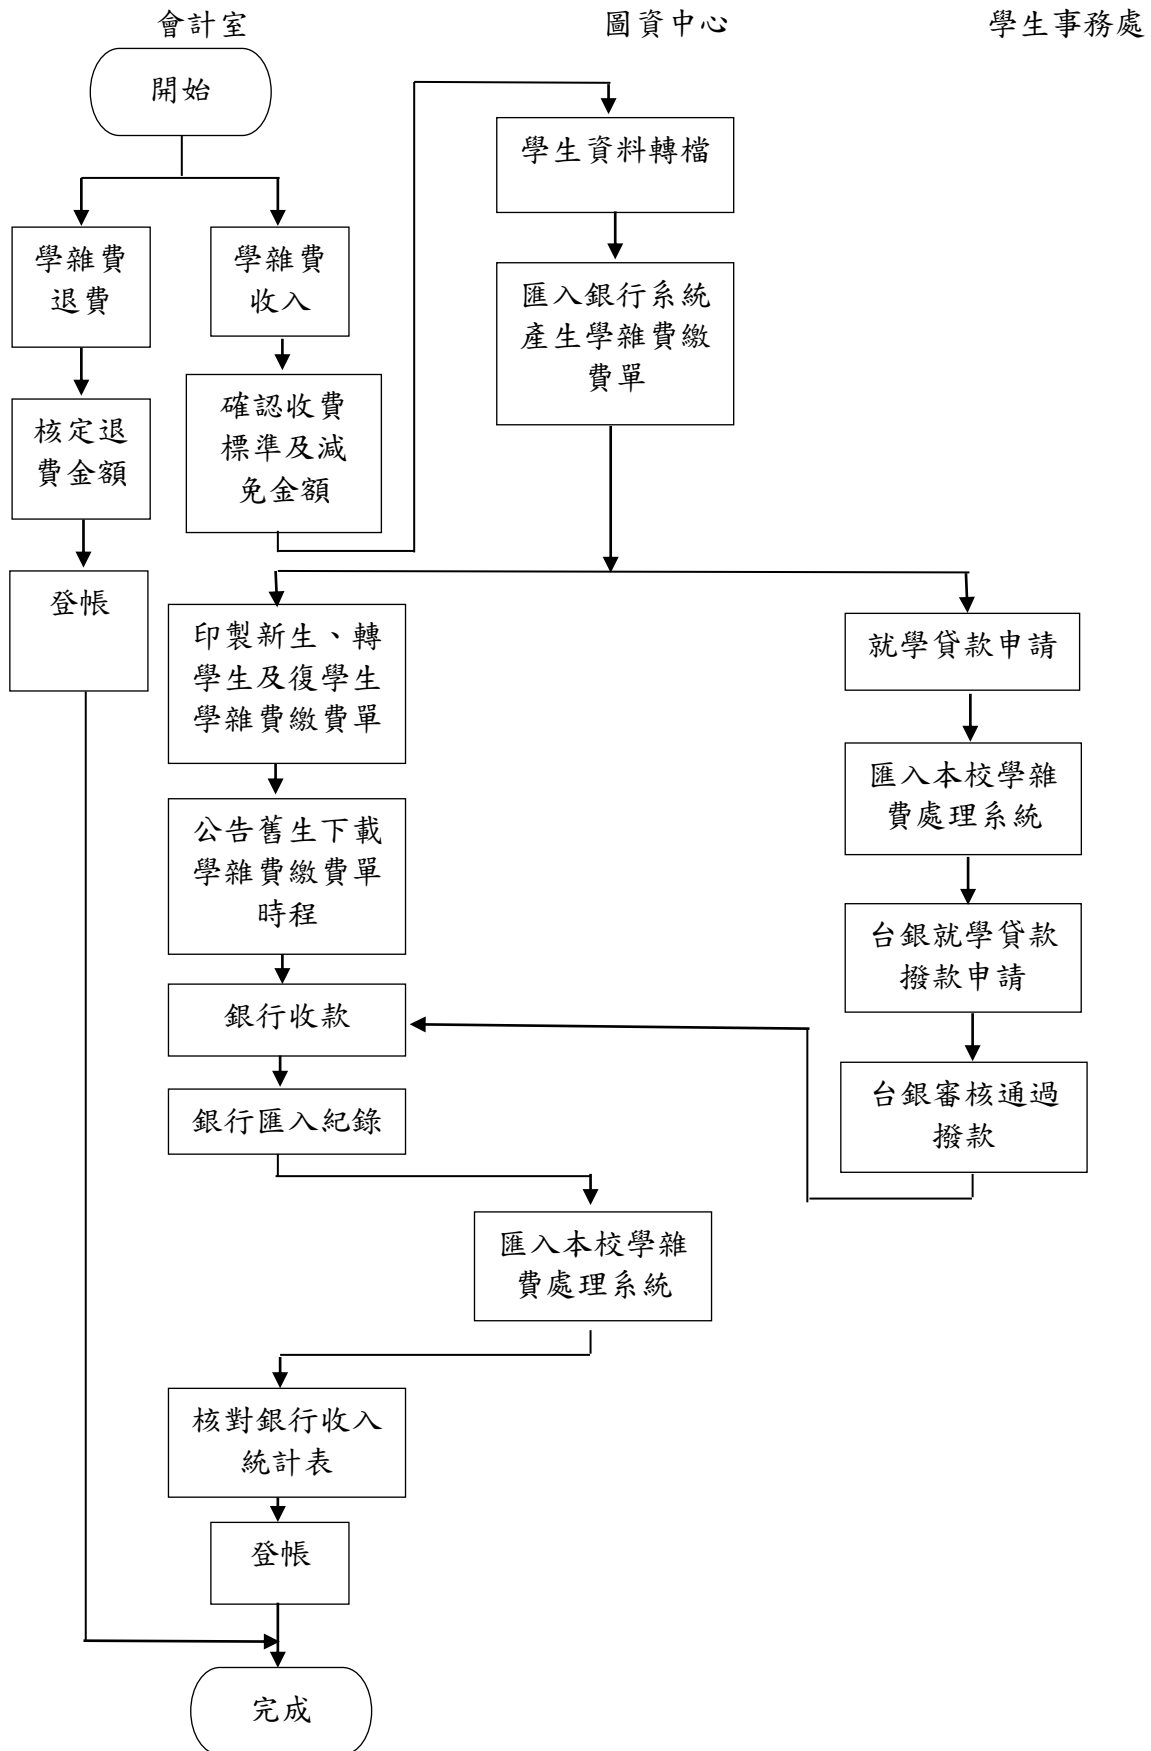 會計室
圖資中心
學生事務處
開始
學生資料轉檔
學雜費
退費
學雜費
收入
匯入銀行系統
產生學雜費繳
費單
核定退
費金額
確認收費
標準及減
免金額
登帳
印製新生、轉
學生及復學生
學雜費繳費單
就學貸款申請
公告舊生下載
學雜費繳費單
時程
匯入本校學雜
費處理系統
台銀就學貸款
撥款申請
銀行收款
銀行匯入紀錄
台銀審核通過
撥款
匯入本校學雜
費處理系統
核對銀行收入
統計表
登帳
完成